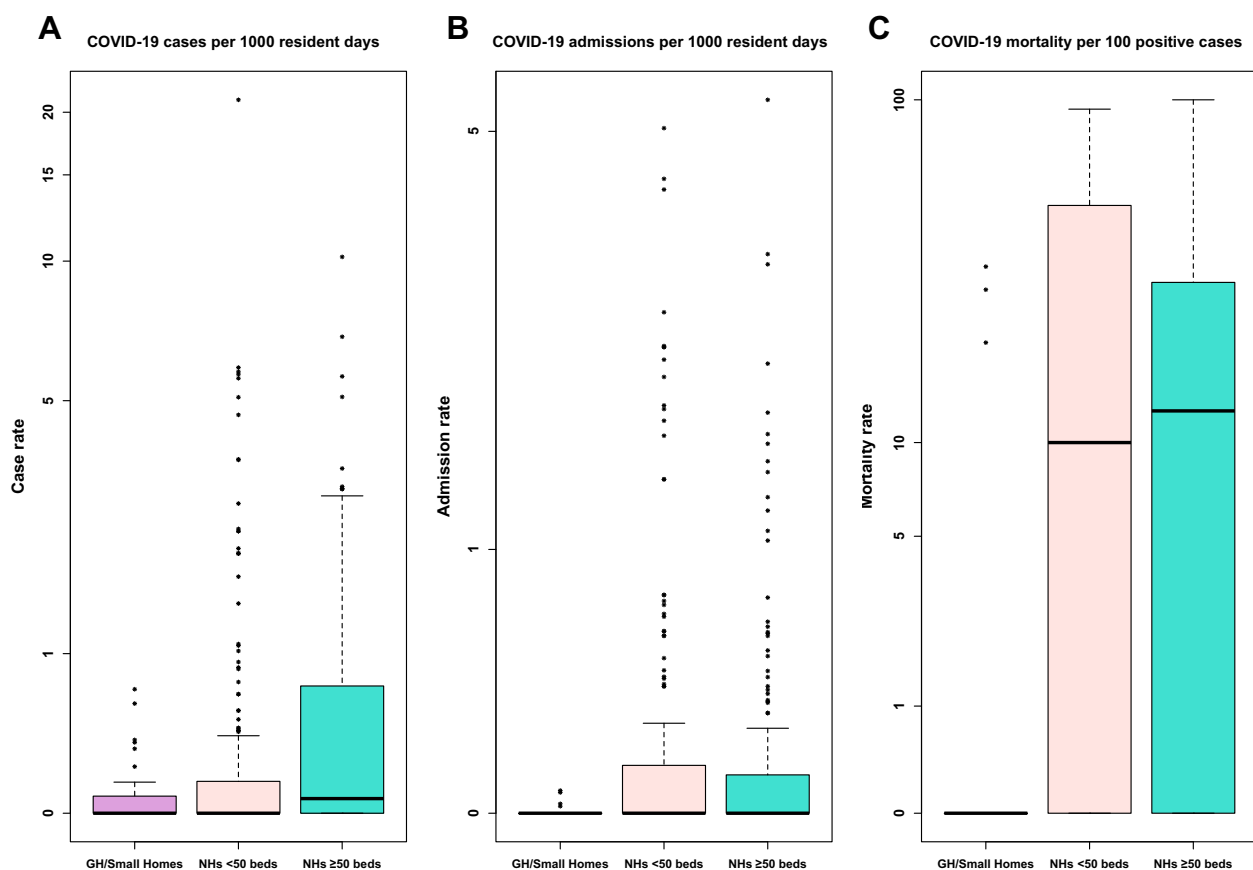 A
COVID-19 cases per 1000 resident days
Case rate
20
15
10
5
1
0
GH/Small Homes
NHs <50 beds
NHs ≥50 beds
B
COVID-19 admissions per 1000 resident days
Admission rate
5
1
0
GH/Small Homes
NHs <50 beds
NHs ≥50 beds
C
COVID-19 mortality per 100 positive cases
Mortality rate
100
10
5
1
0
GH/Small Homes
NHs <50 beds
NHs ≥50 beds